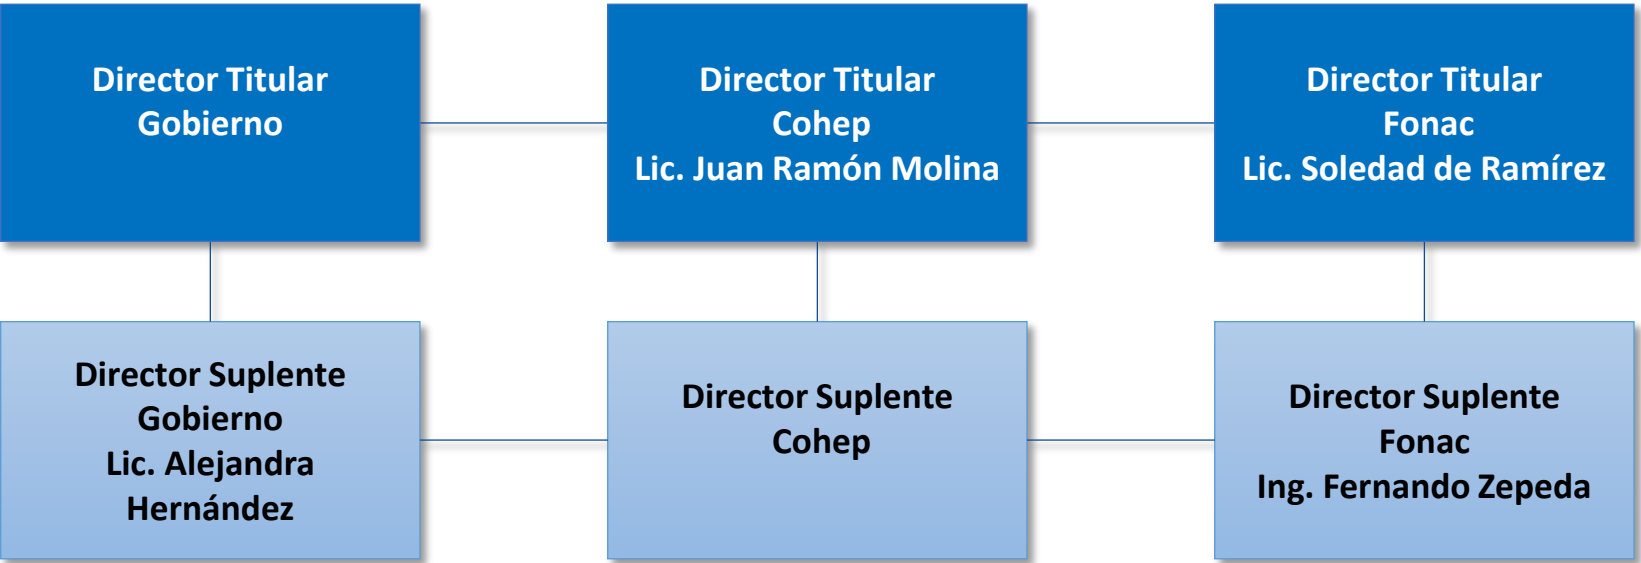 Director Titular
Gobierno
Director Titular
Cohep
Lic. Juan Ramón Molina
Director Titular
Fonac
Lic. Soledad de Ramírez
Director Suplente
Gobierno
Lic. Alejandra
Hernández
Director Suplente
Cohep
Director Suplente
Fonac
Ing. Fernando Zepeda